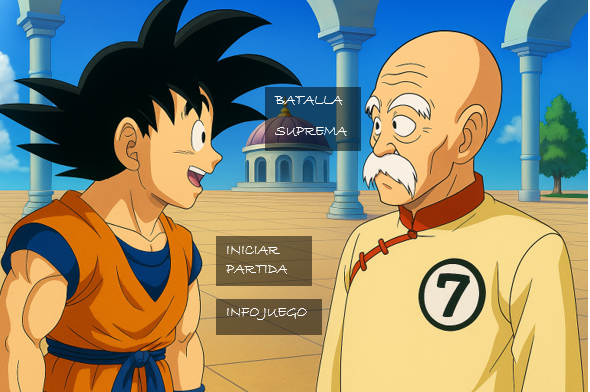 BATALLA
SUPREMA
INICIAR
PARTIDA
INFOJUEGO
7